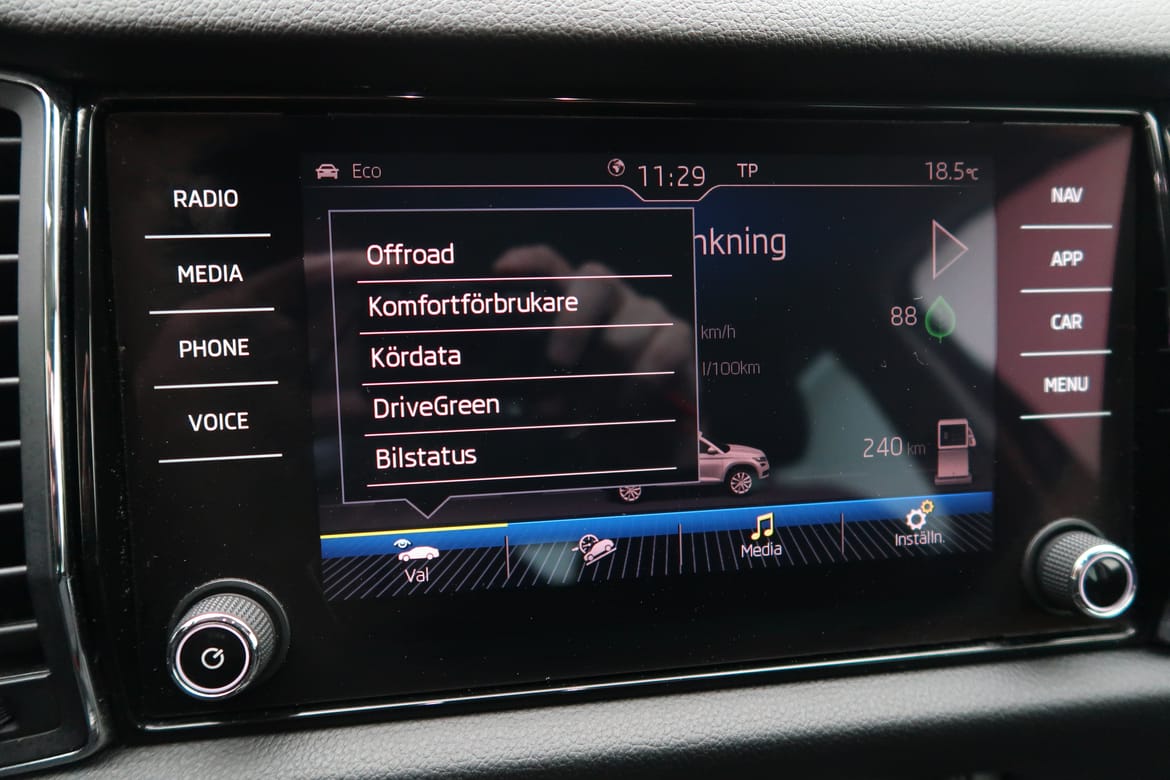 Eco
11:29
TP
18.5°C
RADIO
MEDIA
PHONE
VOICE
Offroad
Komfortförbrukare
Kördata
DriveGreen
Bilstatus
nkning
km/h
l/100km
88
240 km
Val
Media
Inställn.
NAV
APP
CAR
MENU